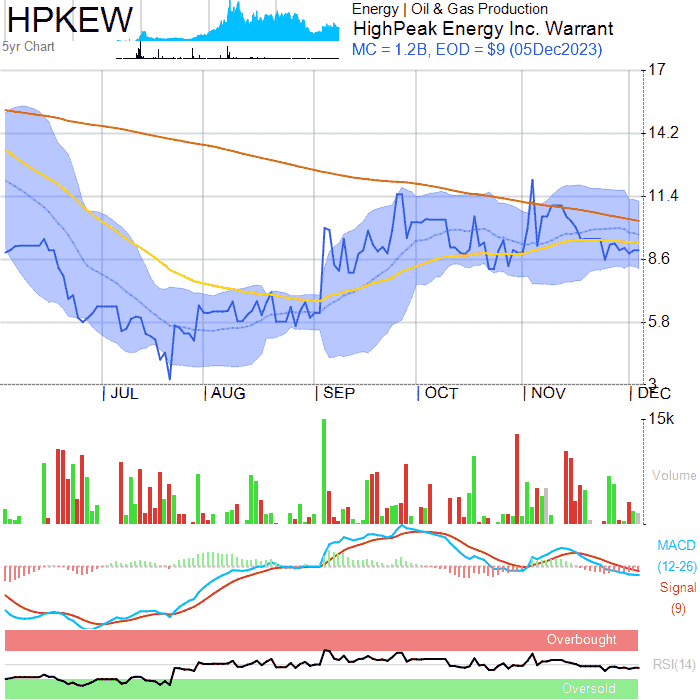 HPKEW
5yr Chart
Energy | Oil & Gas Production
HighPeak Energy Inc. Warrant
MC = 1.2B, EOD = $9 (05Dec2023)
17
14.2
11.4
8.6
5.8
3
| JUL | AUG | SEP | OCT | NOV | DEC
15k
Volume
MACD
(12-26)
Signal
(9)
Overbought
RSI(14)
Oversold